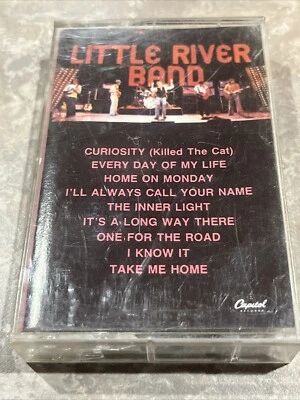 LITTLE RIVER
BAND
CURIOSITY (Killed The Cat)
EVERY DAY OF MY LIFE
HOME ON MONDAY
I'LL ALWAYS CALL YOUR NAME
THE INNER LIGHT
IT'S A LONG WAY THERE
ONE FOR THE ROAD
I KNOW IT
TAKE ME HOME
Capitol
RECORDS